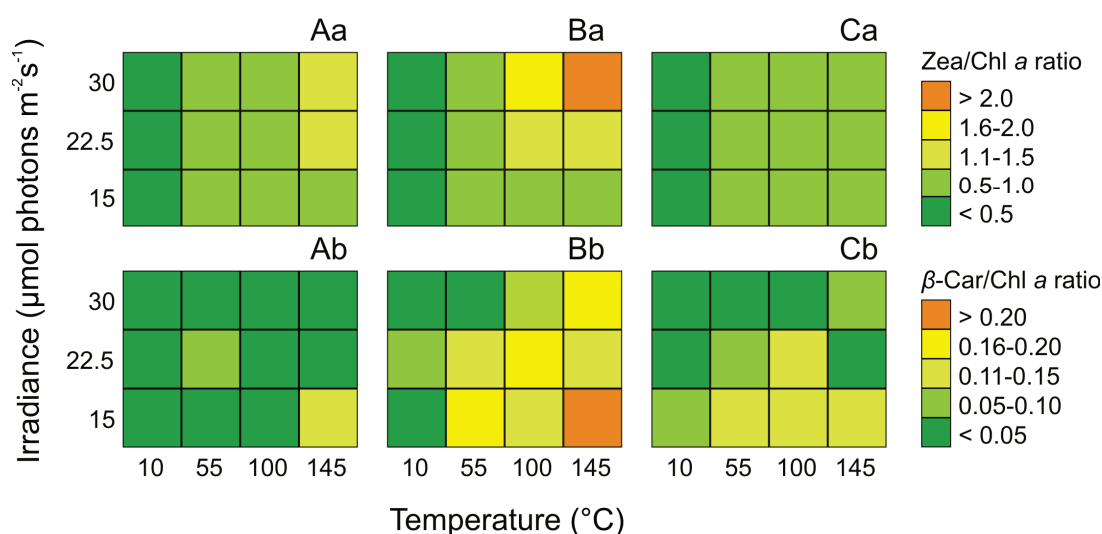 Aa Ba Ca
Zea/Chl a ratio
> 2.0
1.6-2.0
1.1-1.5
0.5-1.0
< 0.5
30
22.5
15
Ab Bb Cb
β-Car/Chl a ratio
> 0.20
0.16-0.20
0.11-0.15
0.05-0.10
< 0.05
30
22.5
15
10 55 100 145 10 55 100 145 10 55 100 145
Irradiance (μmol photons m⁻²s⁻¹)
Temperature (°C)